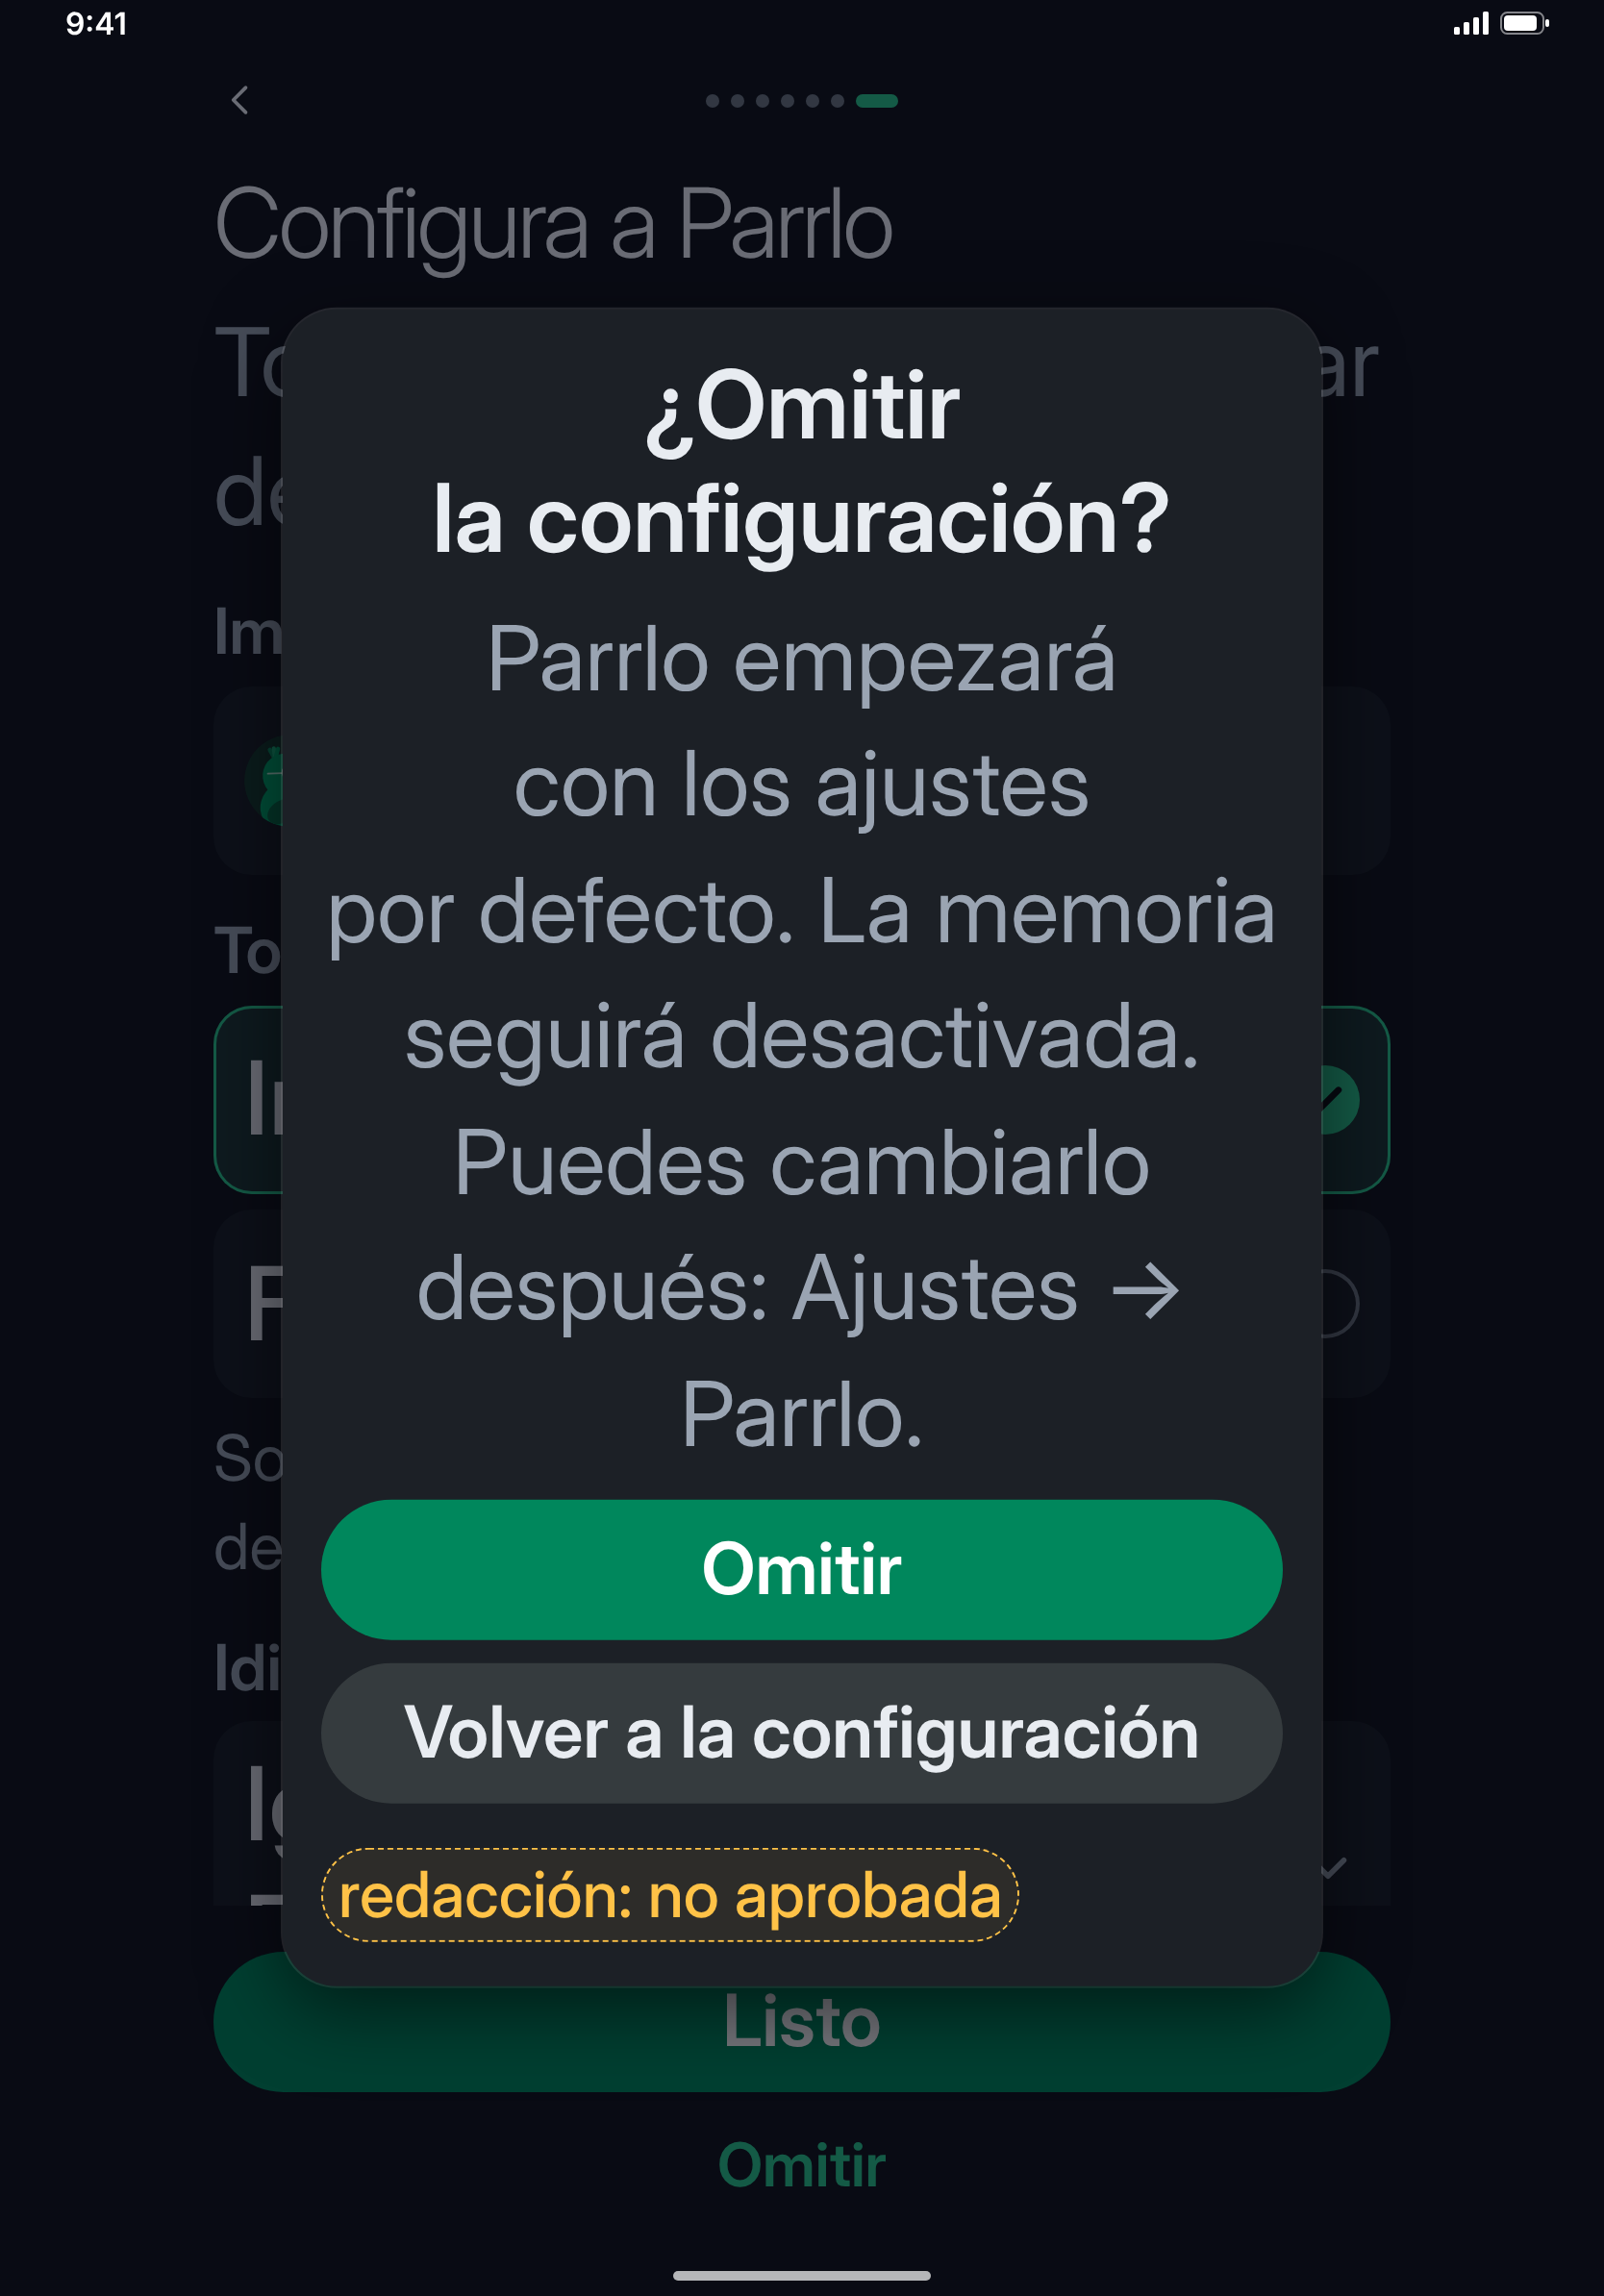 9:41
Configura a Parrlo
¿Omitir
la configuración?
Parrlo empezará
con los ajustes
por defecto. La memoria
seguirá desactivada.
Puedes cambiarlo
después: Ajustes →
Parrlo.
Omitir
Volver a la configuración
redacción: no aprobada
Listo
Omitir